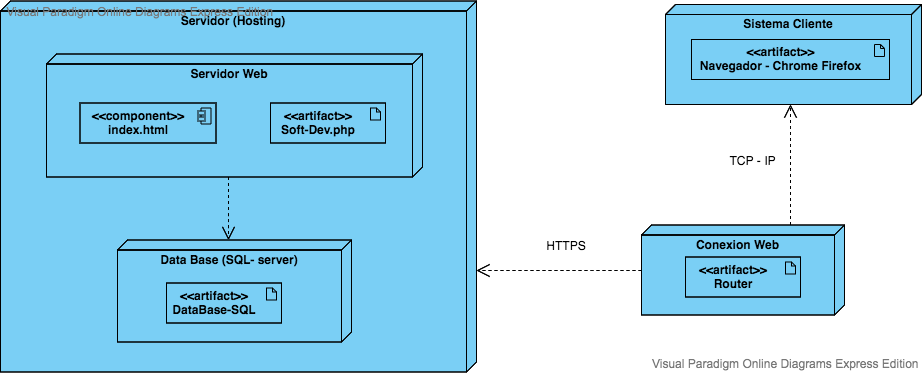 Visual Paradigm Online Diagrams Express Edition
Servidor (Hosting)
Servidor Web
<<component>>
index.html
<<artifact>>
Soft-Dev.php
Data Base (SQL- server)
<<artifact>>
DataBase-SQL
Sistema Cliente
<<artifact>>
Navegador - Chrome Firefox
TCP - IP
HTTPS
Conexion Web
<<artifact>>
Router
Visual Paradigm Online Diagrams Express Edition